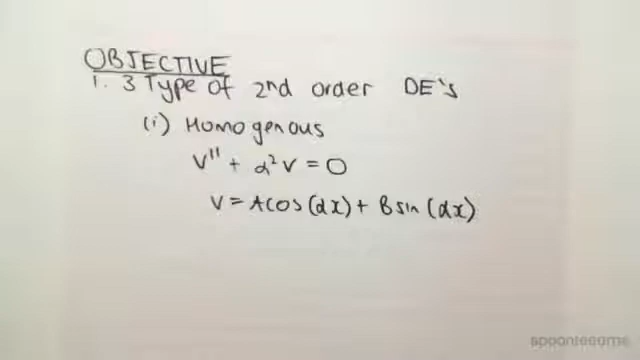 OBJECTIVE
1. 3 Type of 2nd order DE's
(i) Homogenous
v'' + α²v = 0
v = Acos(αx) + Bsin(αx)
spoonfeedme